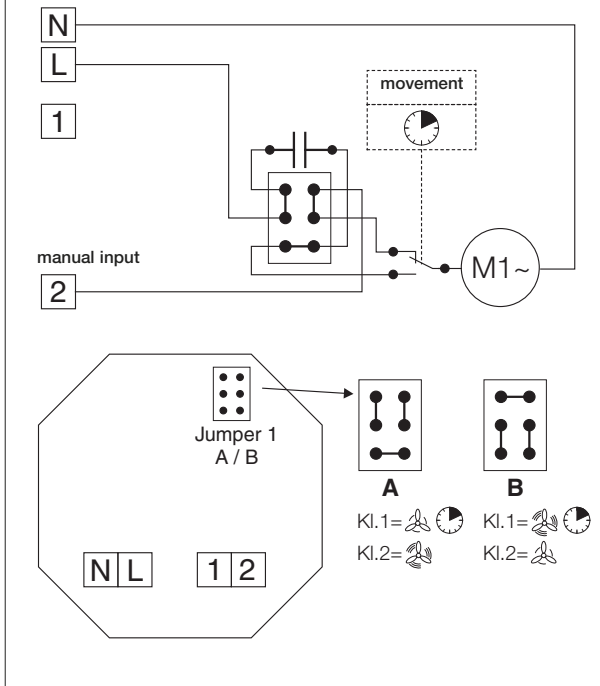 N
L
movement
1
manual input
2
M1~
Jumper 1
A / B
N L 1 2
A B
Kl.1= Kl.1=
Kl.2= Kl.2=